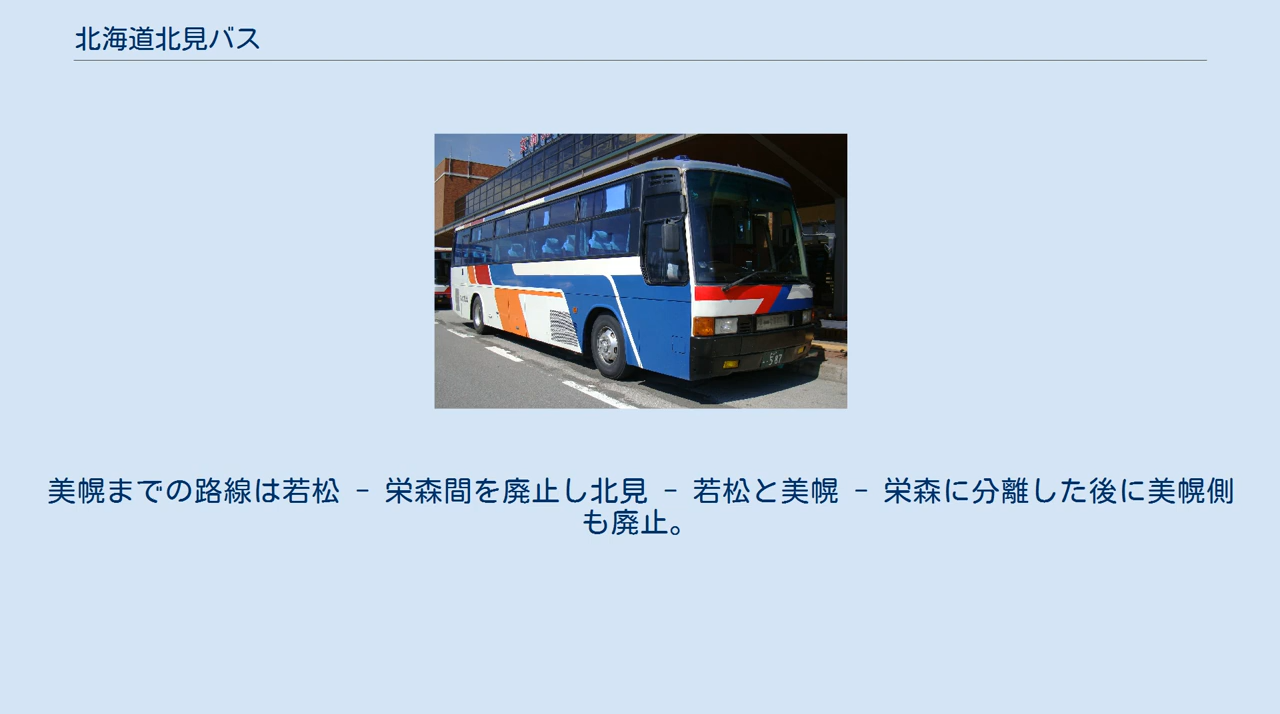 北海道北見バス
・587
美幌までの路線は若松 － 栄森間を廃止し北見 － 若松と美幌 － 栄森に分離した後に美幌側
も廃止。